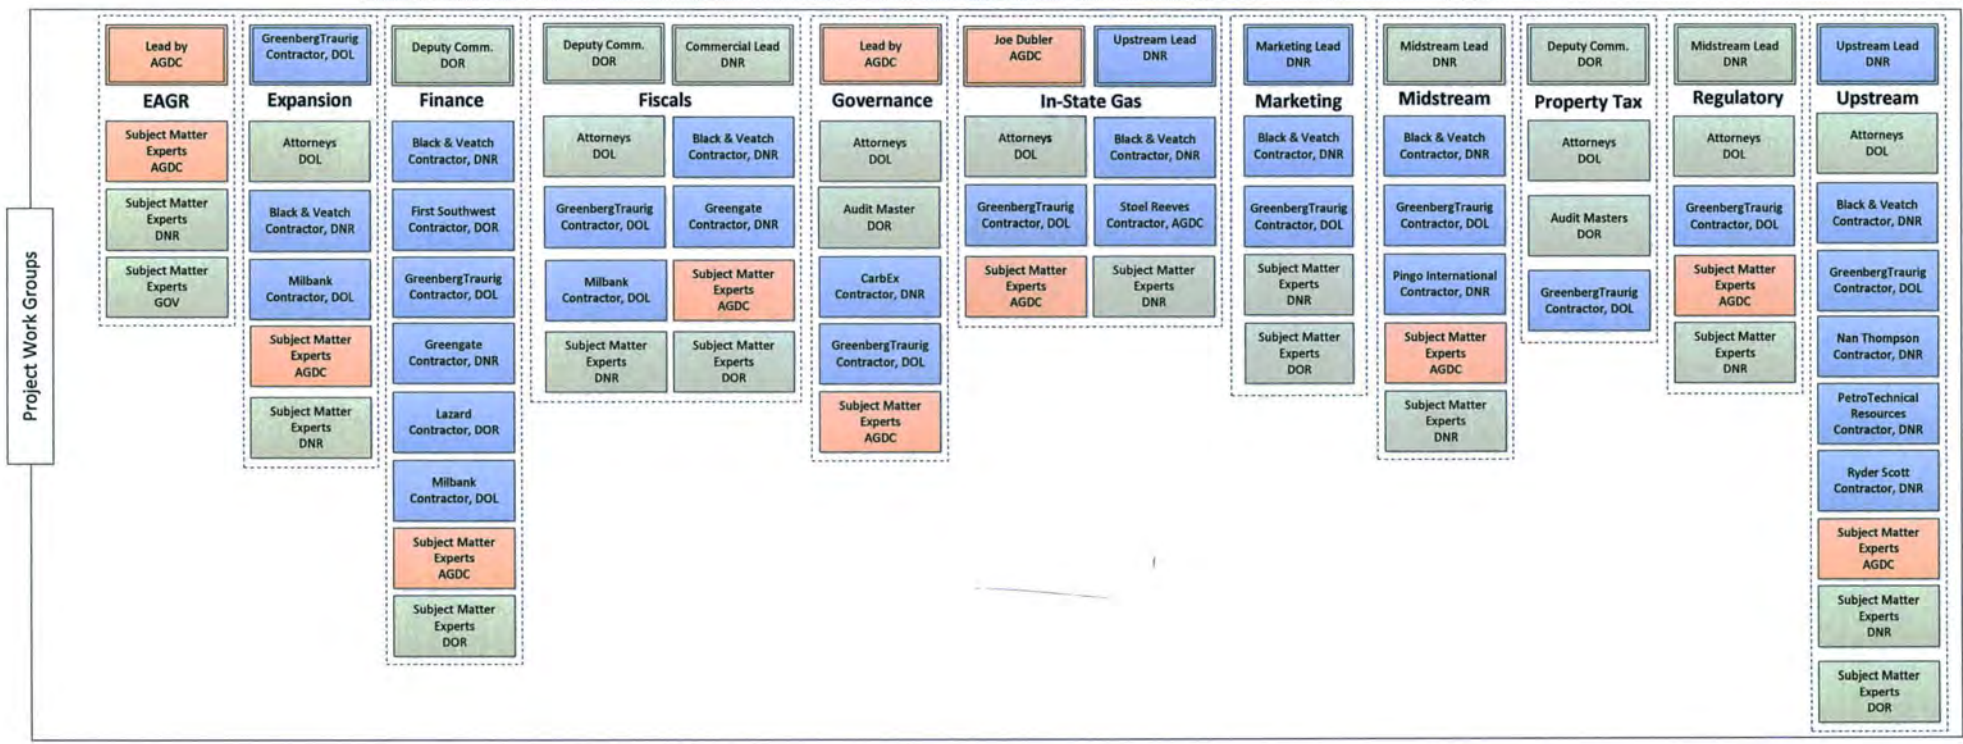 Project Work Groups
Lead by
AGDC
EAGR
Subject Matter
Experts
AGDC
Subject Matter
Experts
DNR
Subject Matter
Experts
GOV
GreenbergTraurig
Contractor, DOL
Expansion
Attorneys
DOL
Black & Veatch
Contractor, DNR
Milbank
Contractor, DOL
Subject Matter
Experts
AGDC
Subject Matter
Experts
DNR
Deputy Comm.
DOR
Finance
Black & Veatch
Contractor, DNR
First Southwest
Contractor, DOR
GreenbergTraurig
Contractor, DOL
Greengate
Contractor, DNR
Lazard
Contractor, DOR
Milbank
Contractor, DOL
Subject Matter
Experts
AGDC
Subject Matter
Experts
DOR
Deputy Comm.
DOR
Commercial Lead
DNR
Fiscals
Attorneys
DOL
Black & Veatch
Contractor, DNR
GreenbergTraurig
Contractor, DOL
Greengate
Contractor, DNR
Milbank
Contractor, DOL
Subject Matter
Experts
AGDC
Subject Matter
Experts
DNR
Subject Matter
Experts
DOR
Lead by
AGDC
Governance
Attorneys
DOL
Audit Master
DOR
CarbEx
Contractor, DNR
GreenbergTraurig
Contractor, DOL
Subject Matter
Experts
AGDC
Joe Dubler
AGDC
Upstream Lead
DNR
In-State Gas
Attorneys
DOL
Black & Veatch
Contractor, DNR
GreenbergTraurig
Contractor, DOL
Stoel Reeves
Contractor, AGDC
Subject Matter
Experts
AGDC
Subject Matter
Experts
DNR
Marketing Lead
DNR
Marketing
Black & Veatch
Contractor, DNR
GreenbergTraurig
Contractor, DOL
Subject Matter
Experts
DNR
Subject Matter
Experts
DOR
Midstream Lead
DNR
Midstream
Black & Veatch
Contractor, DNR
GreenbergTraurig
Contractor, DOL
Pingo International
Contractor, DNR
Subject Matter
Experts
AGDC
Subject Matter
Experts
DNR
Deputy Comm.
DOR
Property Tax
Attorneys
DOL
Audit Masters
DOR
GreenbergTraurig
Contractor, DOL
Midstream Lead
DNR
Regulatory
Attorneys
DOL
GreenbergTraurig
Contractor, DOL
Subject Matter
Experts
AGDC
Subject Matter
Experts
DNR
Upstream Lead
DNR
Upstream
Attorneys
DOL
Black & Veatch
Contractor, DNR
GreenbergTraurig
Contractor, DOL
Nan Thompson
Contractor, DNR
PetroTechnical
Resources
Contractor, DNR
Ryder Scott
Contractor, DNR
Subject Matter
Experts
AGDC
Subject Matter
Experts
DNR
Subject Matter
Experts
DOR